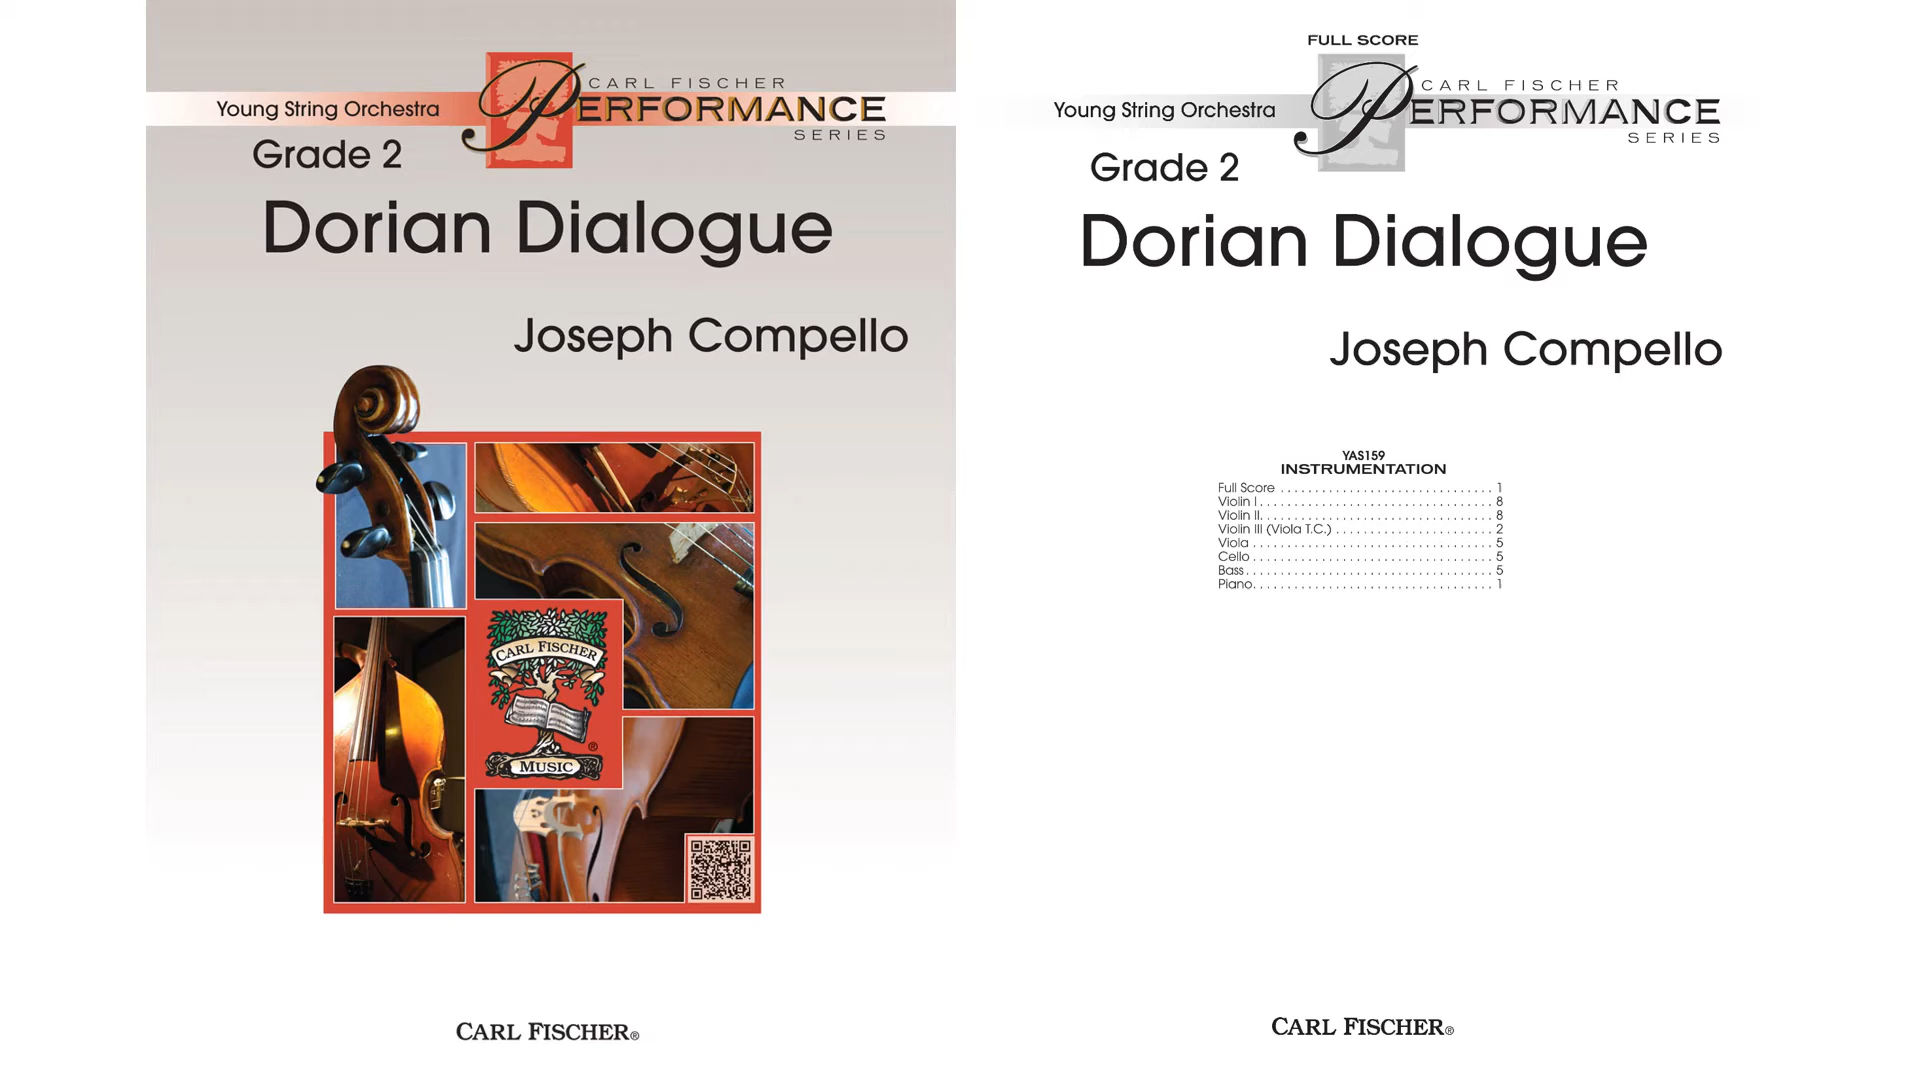 CARL FISCHER
Young String Orchestra
PERFORMANCE
SERIES
Grade 2
Dorian Dialogue
Joseph Compello
CARL FISCHER
®
MUSIC
CARL FISCHER®
FULL SCORE
CARL FISCHER
Young String Orchestra
PERFORMANCE
SERIES
Grade 2
Dorian Dialogue
Joseph Compello
YAS159
INSTRUMENTATION
Full Score . . . . . . . . . . . . . . . . . . . . . . . . . . . . . . . 1
Violin I . . . . . . . . . . . . . . . . . . . . . . . . . . . . . . . . . . 8
Violin II. . . . . . . . . . . . . . . . . . . . . . . . . . . . . . . . . . 8
Violin III (Viola T.C.) . . . . . . . . . . . . . . . . . . . . . . . 2
Viola . . . . . . . . . . . . . . . . . . . . . . . . . . . . . . . . . . . 5
Cello . . . . . . . . . . . . . . . . . . . . . . . . . . . . . . . . . . . 5
Bass . . . . . . . . . . . . . . . . . . . . . . . . . . . . . . . . . . . . 5
Piano. . . . . . . . . . . . . . . . . . . . . . . . . . . . . . . . . . . 1
CARL FISCHER®